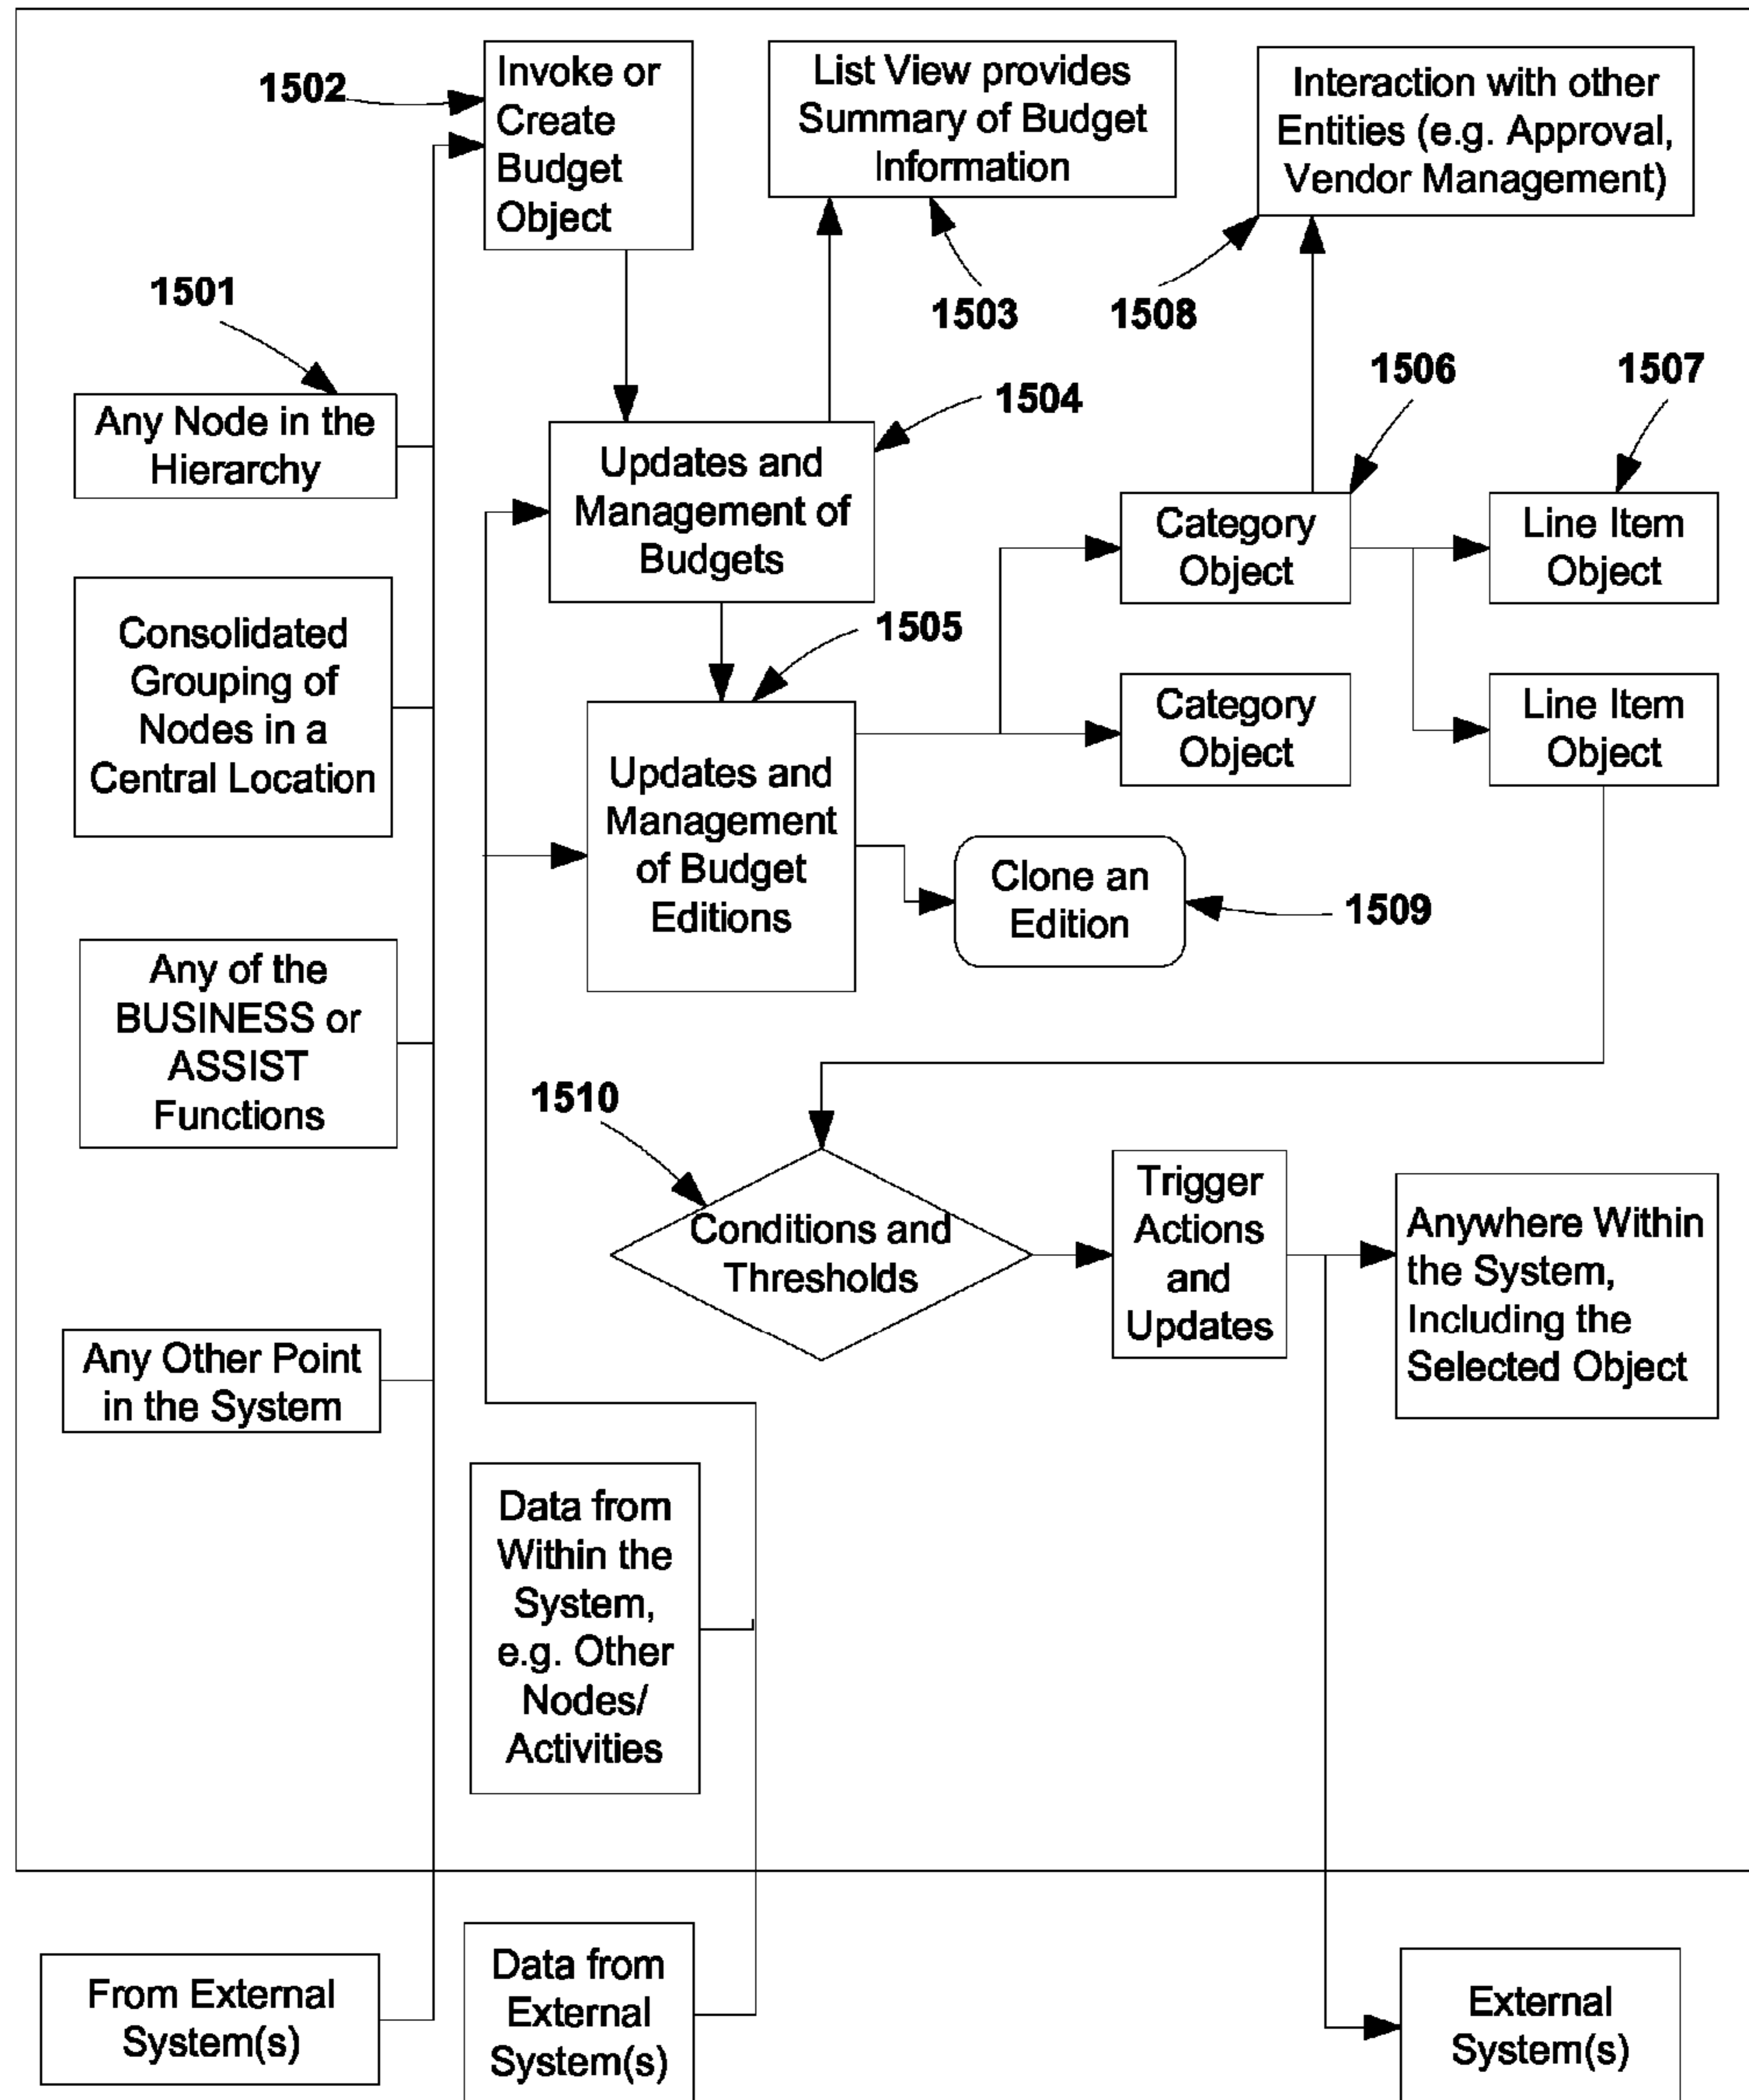 1502
Invoke or
Create
Budget
Object
List View provides
Summary of Budget
Information
Interaction with other
Entities (e.g. Approval,
Vendor Management)
1501
1503
1508
1504
1506
1507
Any Node in the
Hierarchy
Updates and
Management of
Budgets
Category
Object
Line Item
Object
Consolidated
Grouping of
Nodes in a
Central Location
1505
Category
Object
Line Item
Object
Updates and
Management
of Budget
Editions
Clone an
Edition
1509
Any of the
BUSINESS or
ASSIST
Functions
1510
Conditions and
Thresholds
Trigger
Actions
and
Updates
Anywhere Within
the System,
Including the
Selected Object
Any Other Point
in the System
Data from
Within the
System,
e.g. Other
Nodes/
Activities
From External
System(s)
Data from
External
System(s)
External
System(s)